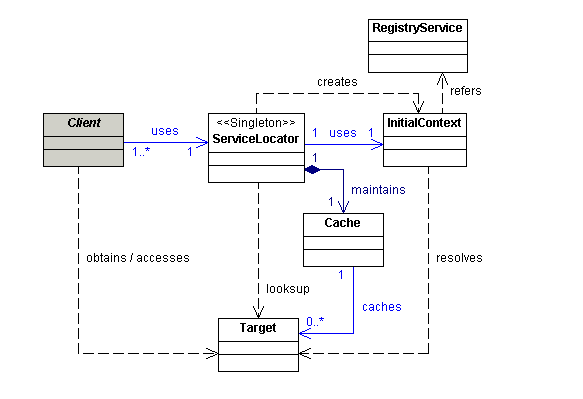 RegistryService
creates
refers
Client
<<Singleton>>
ServiceLocator
InitialContext
uses
1..*
1
1
uses
1
1
maintains
1
Cache
obtains / accesses
resolves
1
looksup
caches
0..*
Target